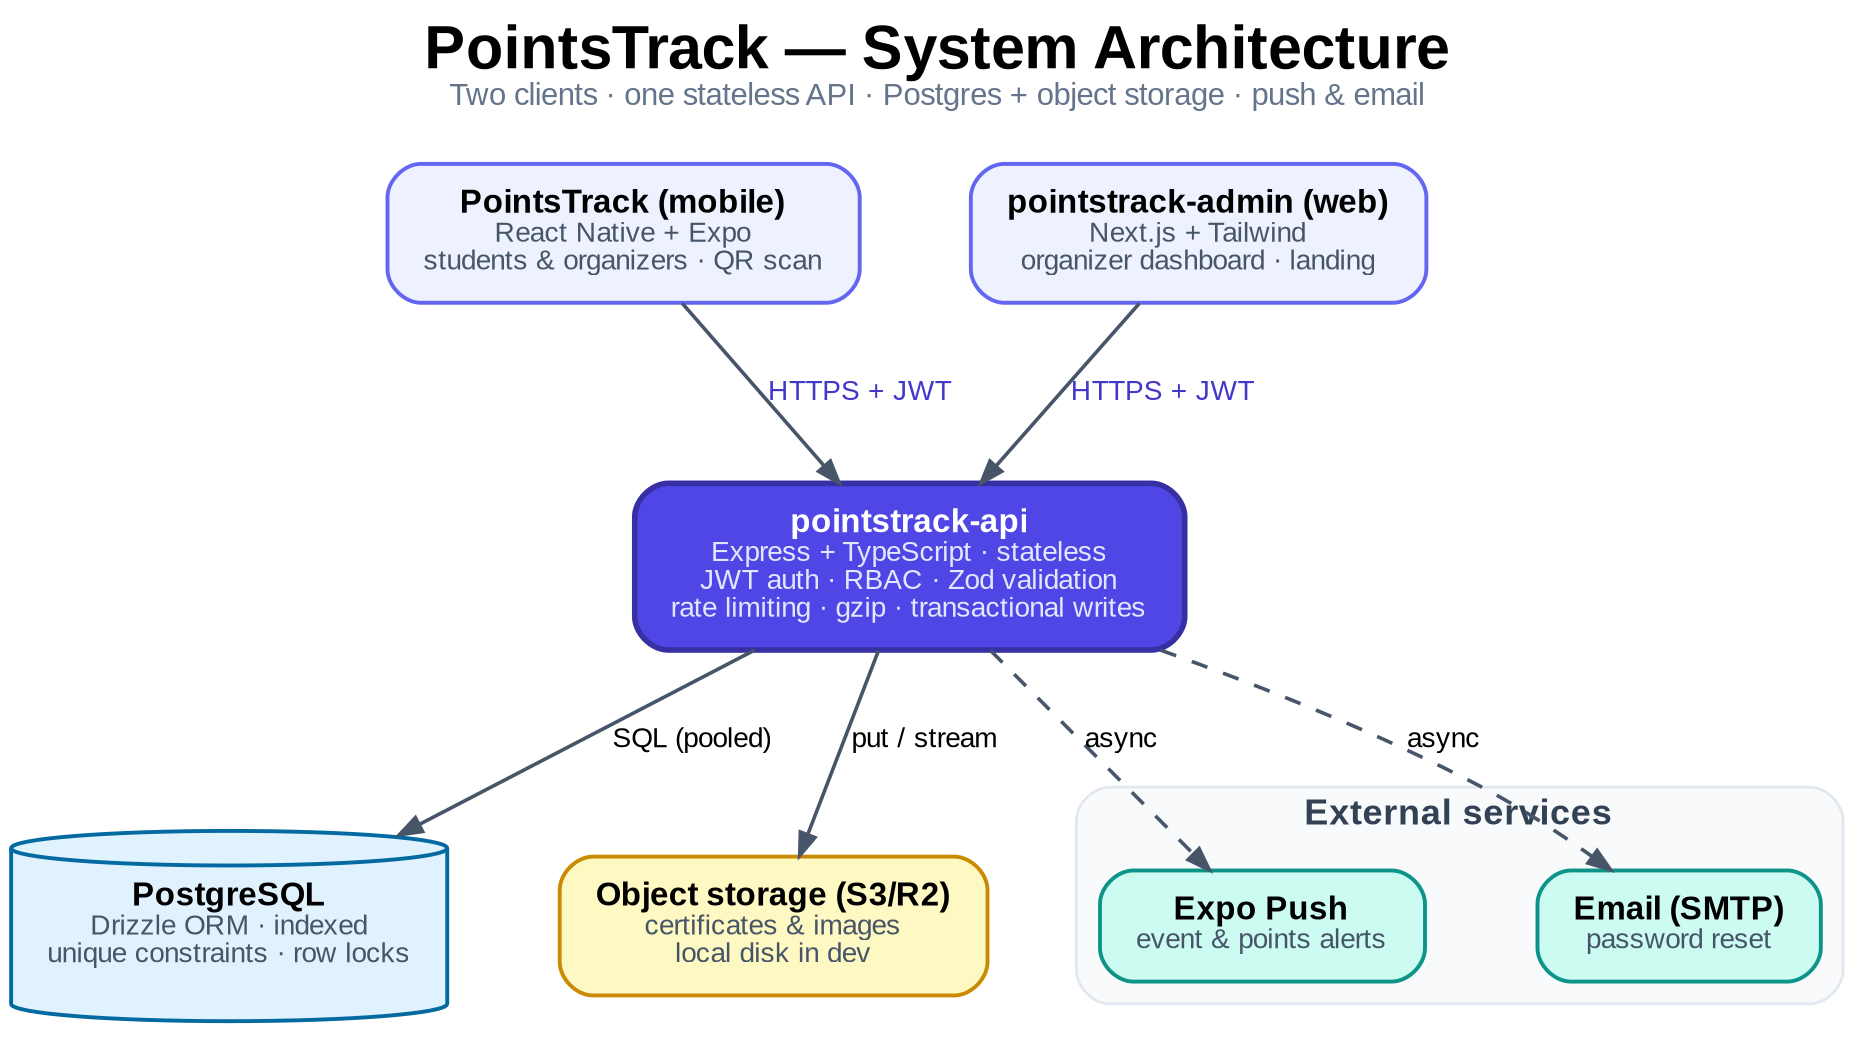 PointsTrack — System Architecture
Two clients · one stateless API · Postgres + object storage · push & email
PointsTrack (mobile)
React Native + Expo
students & organizers · QR scan
pointstrack-admin (web)
Next.js + Tailwind
organizer dashboard · landing
HTTPS + JWT
HTTPS + JWT
pointstrack-api
Express + TypeScript · stateless
JWT auth · RBAC · Zod validation
rate limiting · gzip · transactional writes
SQL (pooled)
put / stream
async
async
External services
PostgreSQL
Drizzle ORM · indexed
unique constraints · row locks
Object storage (S3/R2)
certificates & images
local disk in dev
Expo Push
event & points alerts
Email (SMTP)
password reset